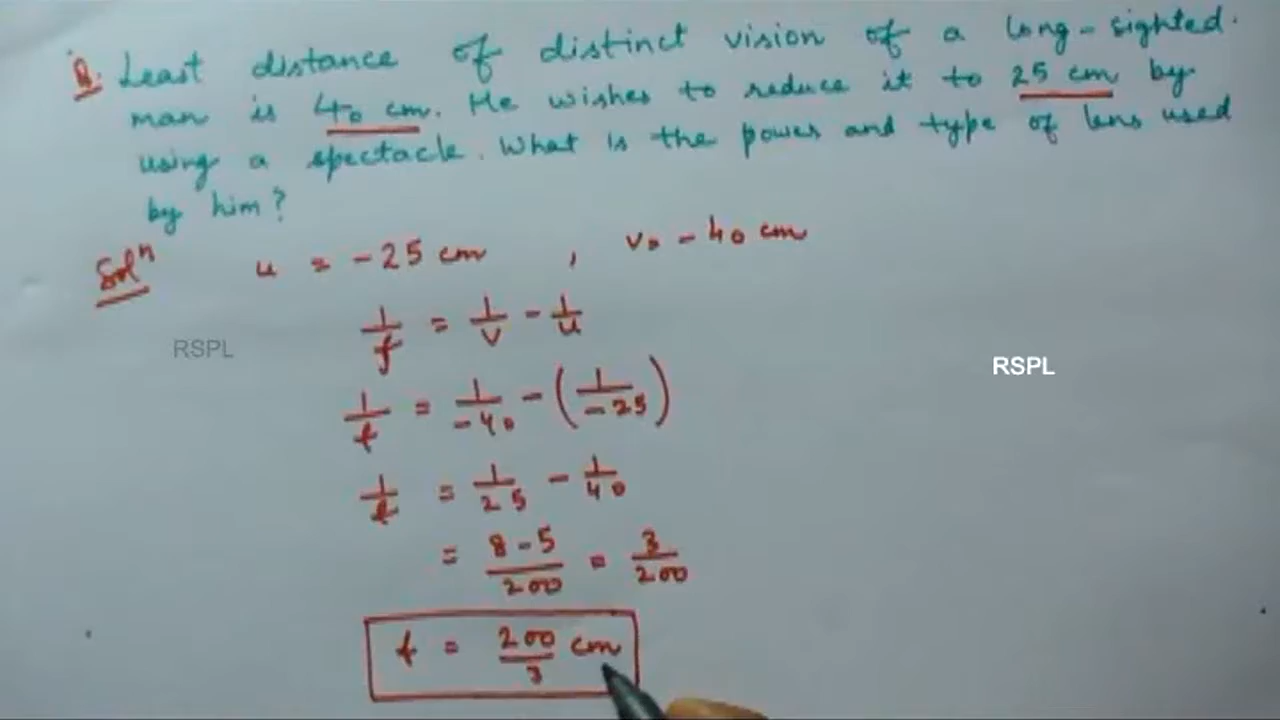 Q. Least distance of distinct vision of a long-sighted
man is 40 cm. He wishes to reduce it to 25 cm by
using a spectacle. What is the power and type of lens used
by him?
Solⁿ u = -25 cm , v = -40 cm
1/f = 1/v - 1/u
RSPL
RSPL
1/f = 1/-40 - (1/-25)
1/f = 1/25 - 1/40
= 8-5/200 = 3/200
f = 200/3 cm